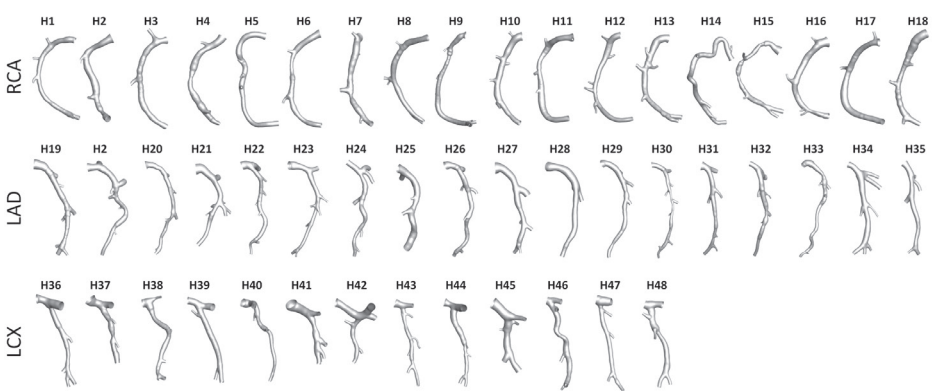 H1 H2 H3 H4 H5 H6 H7 H8 H9 H10 H11 H12 H13 H14 H15 H16 H17 H18
RCA
H19 H2 H20 H21 H22 H23 H24 H25 H26 H27 H28 H29 H30 H31 H32 H33 H34 H35
LAD
H36 H37 H38 H39 H40 H41 H42 H43 H44 H45 H46 H47 H48
LCX